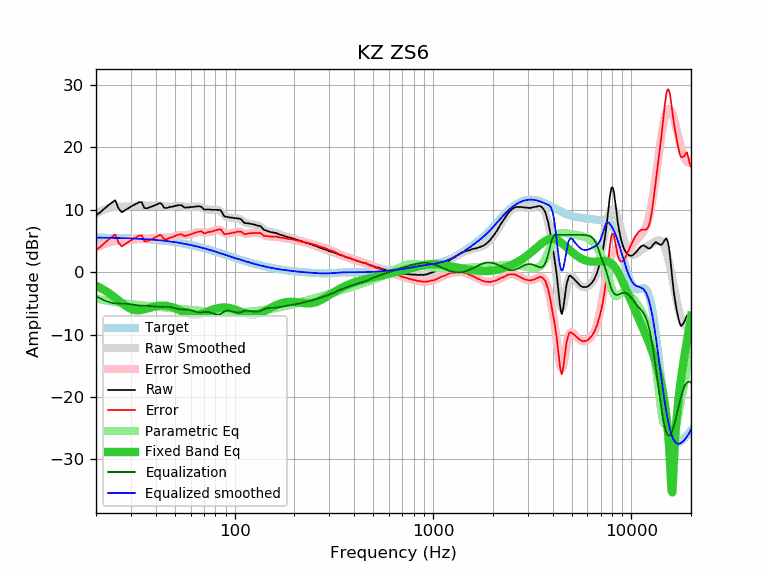 KZ ZS6
30
20
10
0
−10
−20
−30
Amplitude (dBr)
Target
Raw Smoothed
Error Smoothed
Raw
Error
Parametric Eq
Fixed Band Eq
Equalization
Equalized smoothed
100
1000
10000
Frequency (Hz)